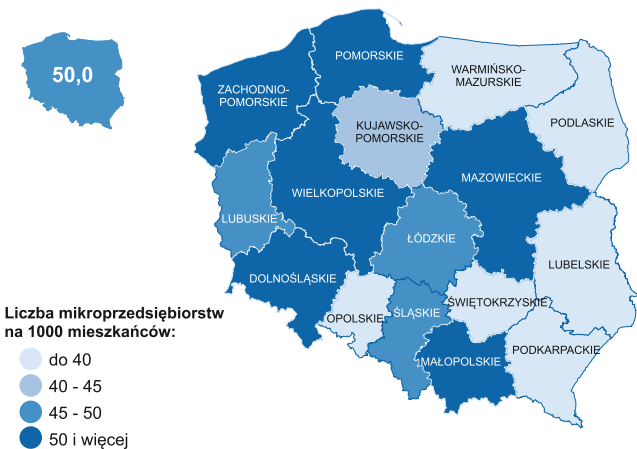 50,0
POMORSKIE
WARMIŃSKO-
MAZURSKIE
ZACHODNIO-
POMORSKIE
KUJAWSKO-
POMORSKIE
PODLASKIE
MAZOWIECKIE
WIELKOPOLSKIE
LUBUSKIE
ŁÓDZKIE
LUBELSKIE
DOLNOŚLĄSKIE
ŚWIĘTOKRZYSKIE
OPOLSKIE
ŚLĄSKIE
PODKARPACKIE
MAŁOPOLSKIE
Liczba mikroprzedsiębiorstw
na 1000 mieszkańców:
do 40
40 - 45
45 - 50
50 i więcej